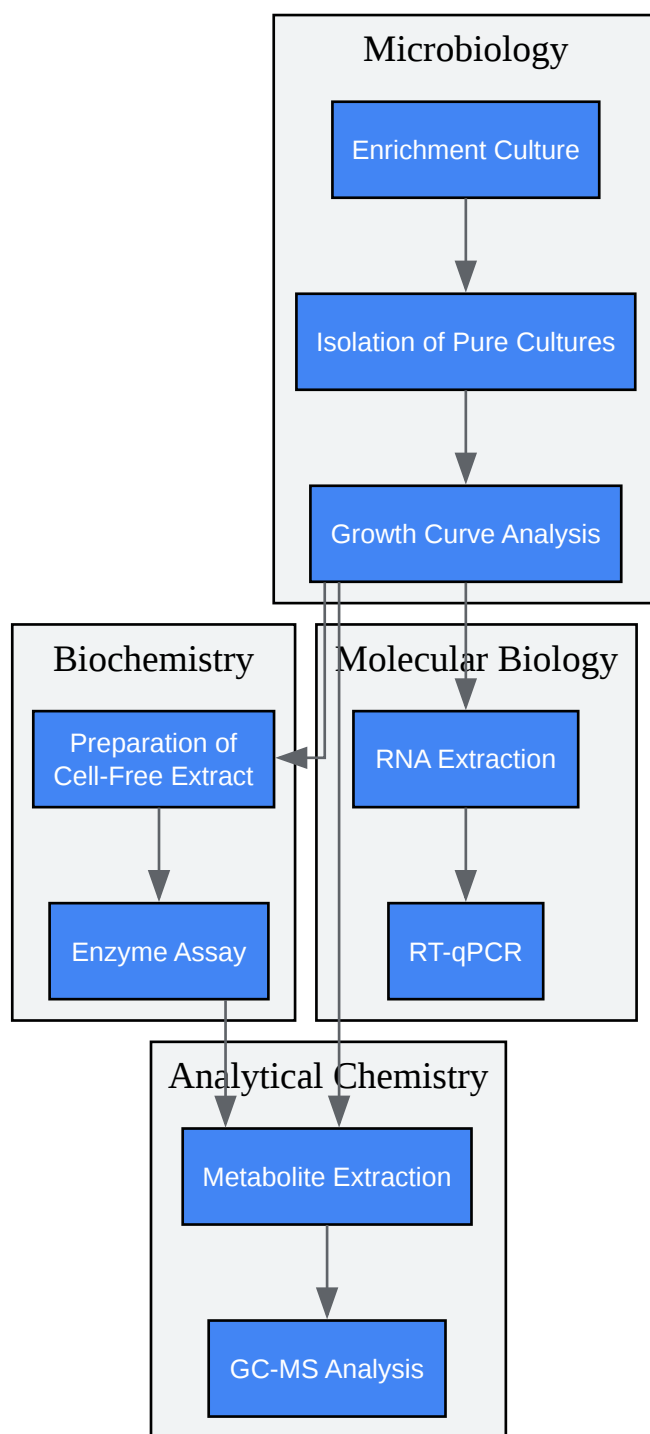 Microbiology
Enrichment Culture
Isolation of Pure Cultures
Growth Curve Analysis
Biochemistry
Preparation of
Cell-Free Extract
Enzyme Assay
Molecular Biology
RNA Extraction
RT-qPCR
Analytical Chemistry
Metabolite Extraction
GC-MS Analysis